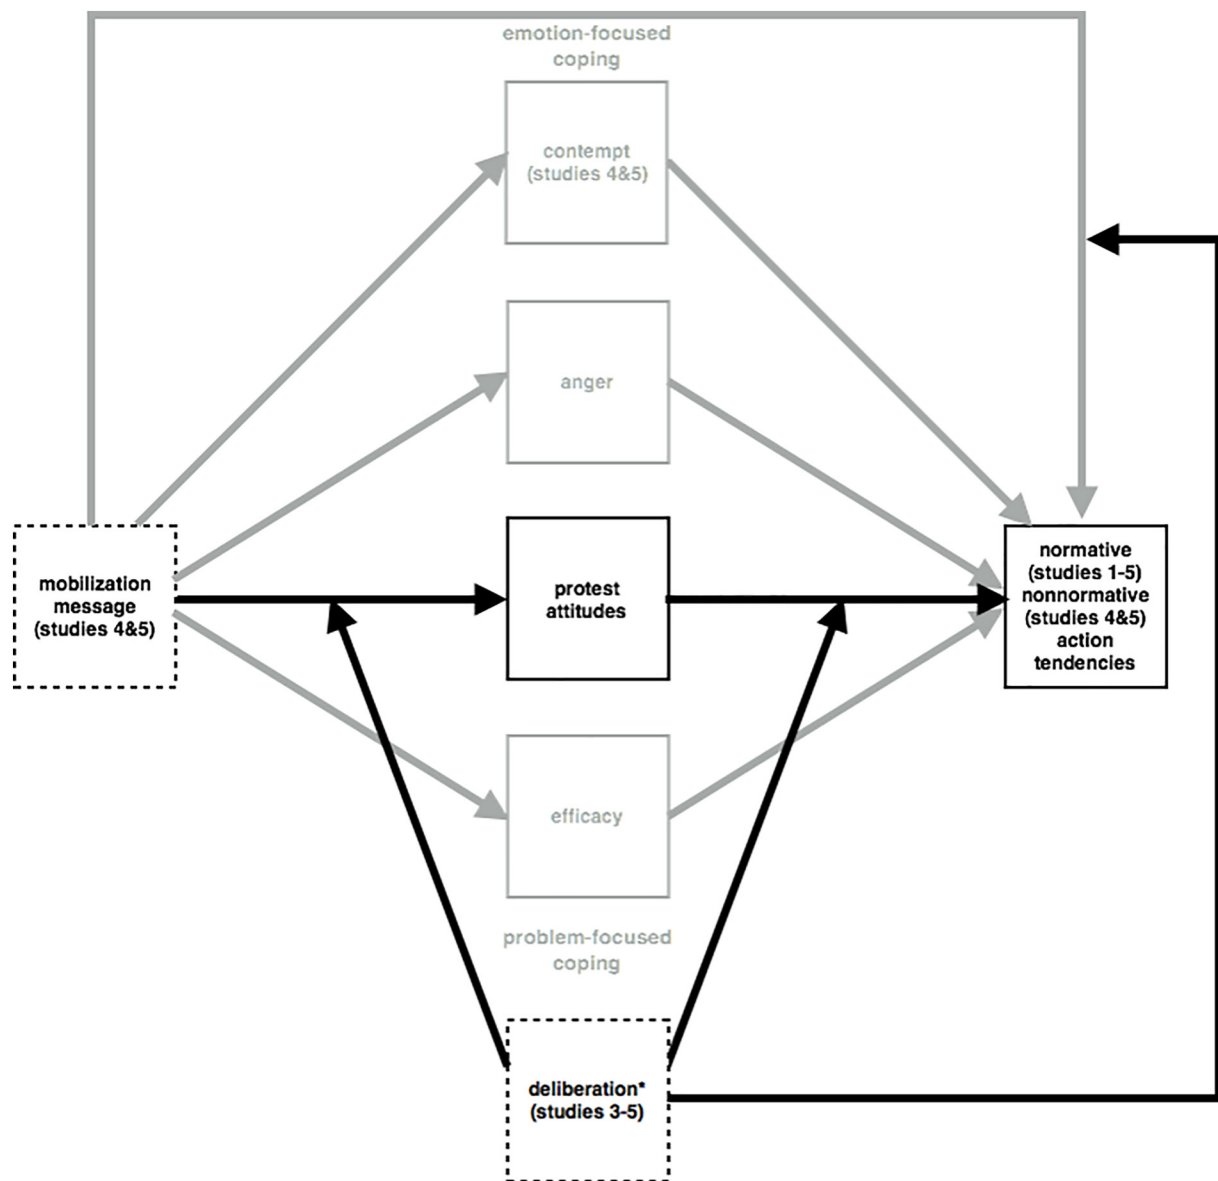 emotion-focused
coping
contempt
(studies 4&5)
anger
mobilization
message
(studies 4&5)
protest
attitudes
normative
(studies 1-5)
nonnormative
(studies 4&5)
action
tendencies
efficacy
problem-focused
coping
deliberation*
(studies 3-5)